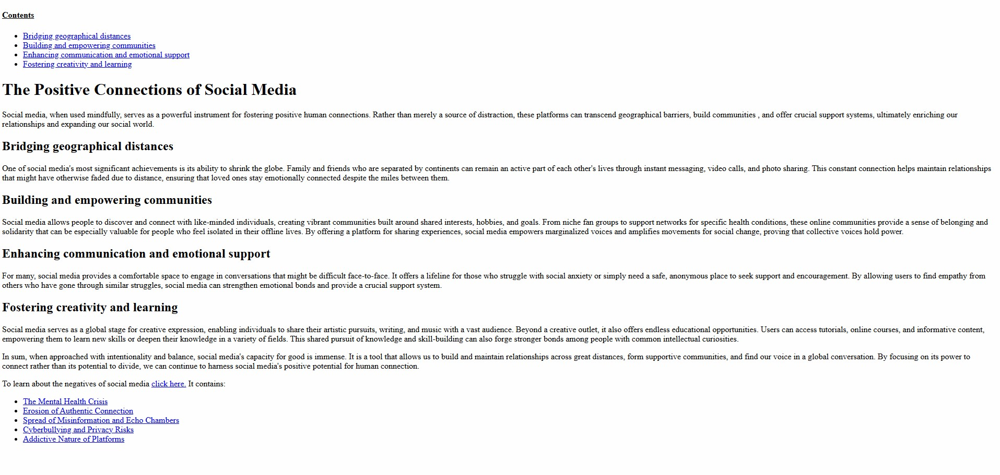 Contents
Bridging geographical distances
Building and empowering communities
Enhancing communication and emotional support
Fostering creativity and learning
The Positive Connections of Social Media
Social media, when used mindfully, serves as a powerful instrument for fostering positive human connections. Rather than merely a source of distraction, these platforms can transcend geographical barriers, build communities , and offer crucial support systems, ultimately enriching our
relationships and expanding our social world.
Bridging geographical distances
One of social media's most significant achievements is its ability to shrink the globe. Family and friends who are separated by continents can remain an active part of each other's lives through instant messaging, video calls, and photo sharing. This constant connection helps maintain relationships
that might have otherwise faded due to distance, ensuring that loved ones stay emotionally connected despite the miles between them.
Building and empowering communities
Social media allows people to discover and connect with like-minded individuals, creating vibrant communities built around shared interests, hobbies, and goals. From niche fan groups to support networks for specific health conditions, these online communities provide a sense of belonging and
solidarity that can be especially valuable for people who feel isolated in their offline lives. By offering a platform for sharing experiences, social media empowers marginalized voices and amplifies movements for social change, proving that collective voices hold power.
Enhancing communication and emotional support
For many, social media provides a comfortable space to engage in conversations that might be difficult face-to-face. It offers a lifeline for those who struggle with social anxiety or simply need a safe, anonymous place to seek support and encouragement. By allowing users to find empathy from
others who have gone through similar struggles, social media can strengthen emotional bonds and provide a crucial support system.
Fostering creativity and learning
Social media serves as a global stage for creative expression, enabling individuals to share their artistic pursuits, writing, and music with a vast audience. Beyond a creative outlet, it also offers endless educational opportunities. Users can access tutorials, online courses, and informative content,
empowering them to learn new skills or deepen their knowledge in a variety of fields. This shared pursuit of knowledge and skill-building can also forge stronger bonds among people with common intellectual curiosities.
In sum, when approached with intentionality and balance, social media's capacity for good is immense. It is a tool that allows us to build and maintain relationships across great distances, form supportive communities, and find our voice in a global conversation. By focusing on its power to
connect rather than its potential to divide, we can continue to harness social media's positive potential for human connection.
To learn about the negatives of social media click here. It contains:
The Mental Health Crisis
Erosion of Authentic Connection
Spread of Misinformation and Echo Chambers
Cyberbullying and Privacy Risks
Addictive Nature of Platforms